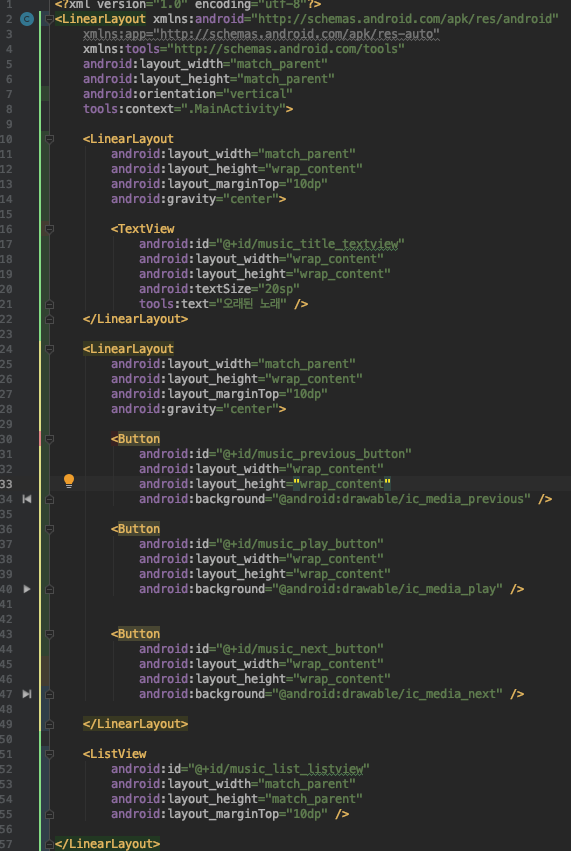 1 <?xml version="1.0" encoding="utf-8"?>
2 <LinearLayout xmlns:android="http://schemas.android.com/apk/res/android"
3     xmlns:app="http://schemas.android.com/apk/res-auto"
4     xmlns:tools="http://schemas.android.com/tools"
5     android:layout_width="match_parent"
6     android:layout_height="match_parent"
7     android:orientation="vertical"
8     tools:context=".MainActivity">
9
10     <LinearLayout
11         android:layout_width="match_parent"
12         android:layout_height="wrap_content"
13         android:layout_marginTop="10dp"
14         android:gravity="center">
15
16         <TextView
17             android:id="@+id/music_title_textview"
18             android:layout_width="wrap_content"
19             android:layout_height="wrap_content"
20             android:textSize="20sp"
21             tools:text="오래된 노래" />
22     </LinearLayout>
23
24     <LinearLayout
25         android:layout_width="match_parent"
26         android:layout_height="wrap_content"
27         android:layout_marginTop="10dp"
28         android:gravity="center">
29
30         <Button
31             android:id="@+id/music_previous_button"
32             android:layout_width="wrap_content"
33             android:layout_height="wrap_content"
34             android:background="@android:drawable/ic_media_previous" />
35
36         <Button
37             android:id="@+id/music_play_button"
38             android:layout_width="wrap_content"
39             android:layout_height="wrap_content"
40             android:background="@android:drawable/ic_media_play" />
41
42
43         <Button
44             android:id="@+id/music_next_button"
45             android:layout_width="wrap_content"
46             android:layout_height="wrap_content"
47             android:background="@android:drawable/ic_media_next" />
48
49     </LinearLayout>
50
51     <ListView
52         android:id="@+id/music_list_listview"
53         android:layout_width="match_parent"
54         android:layout_height="match_parent"
55         android:layout_marginTop="10dp" />
56
57 </LinearLayout>